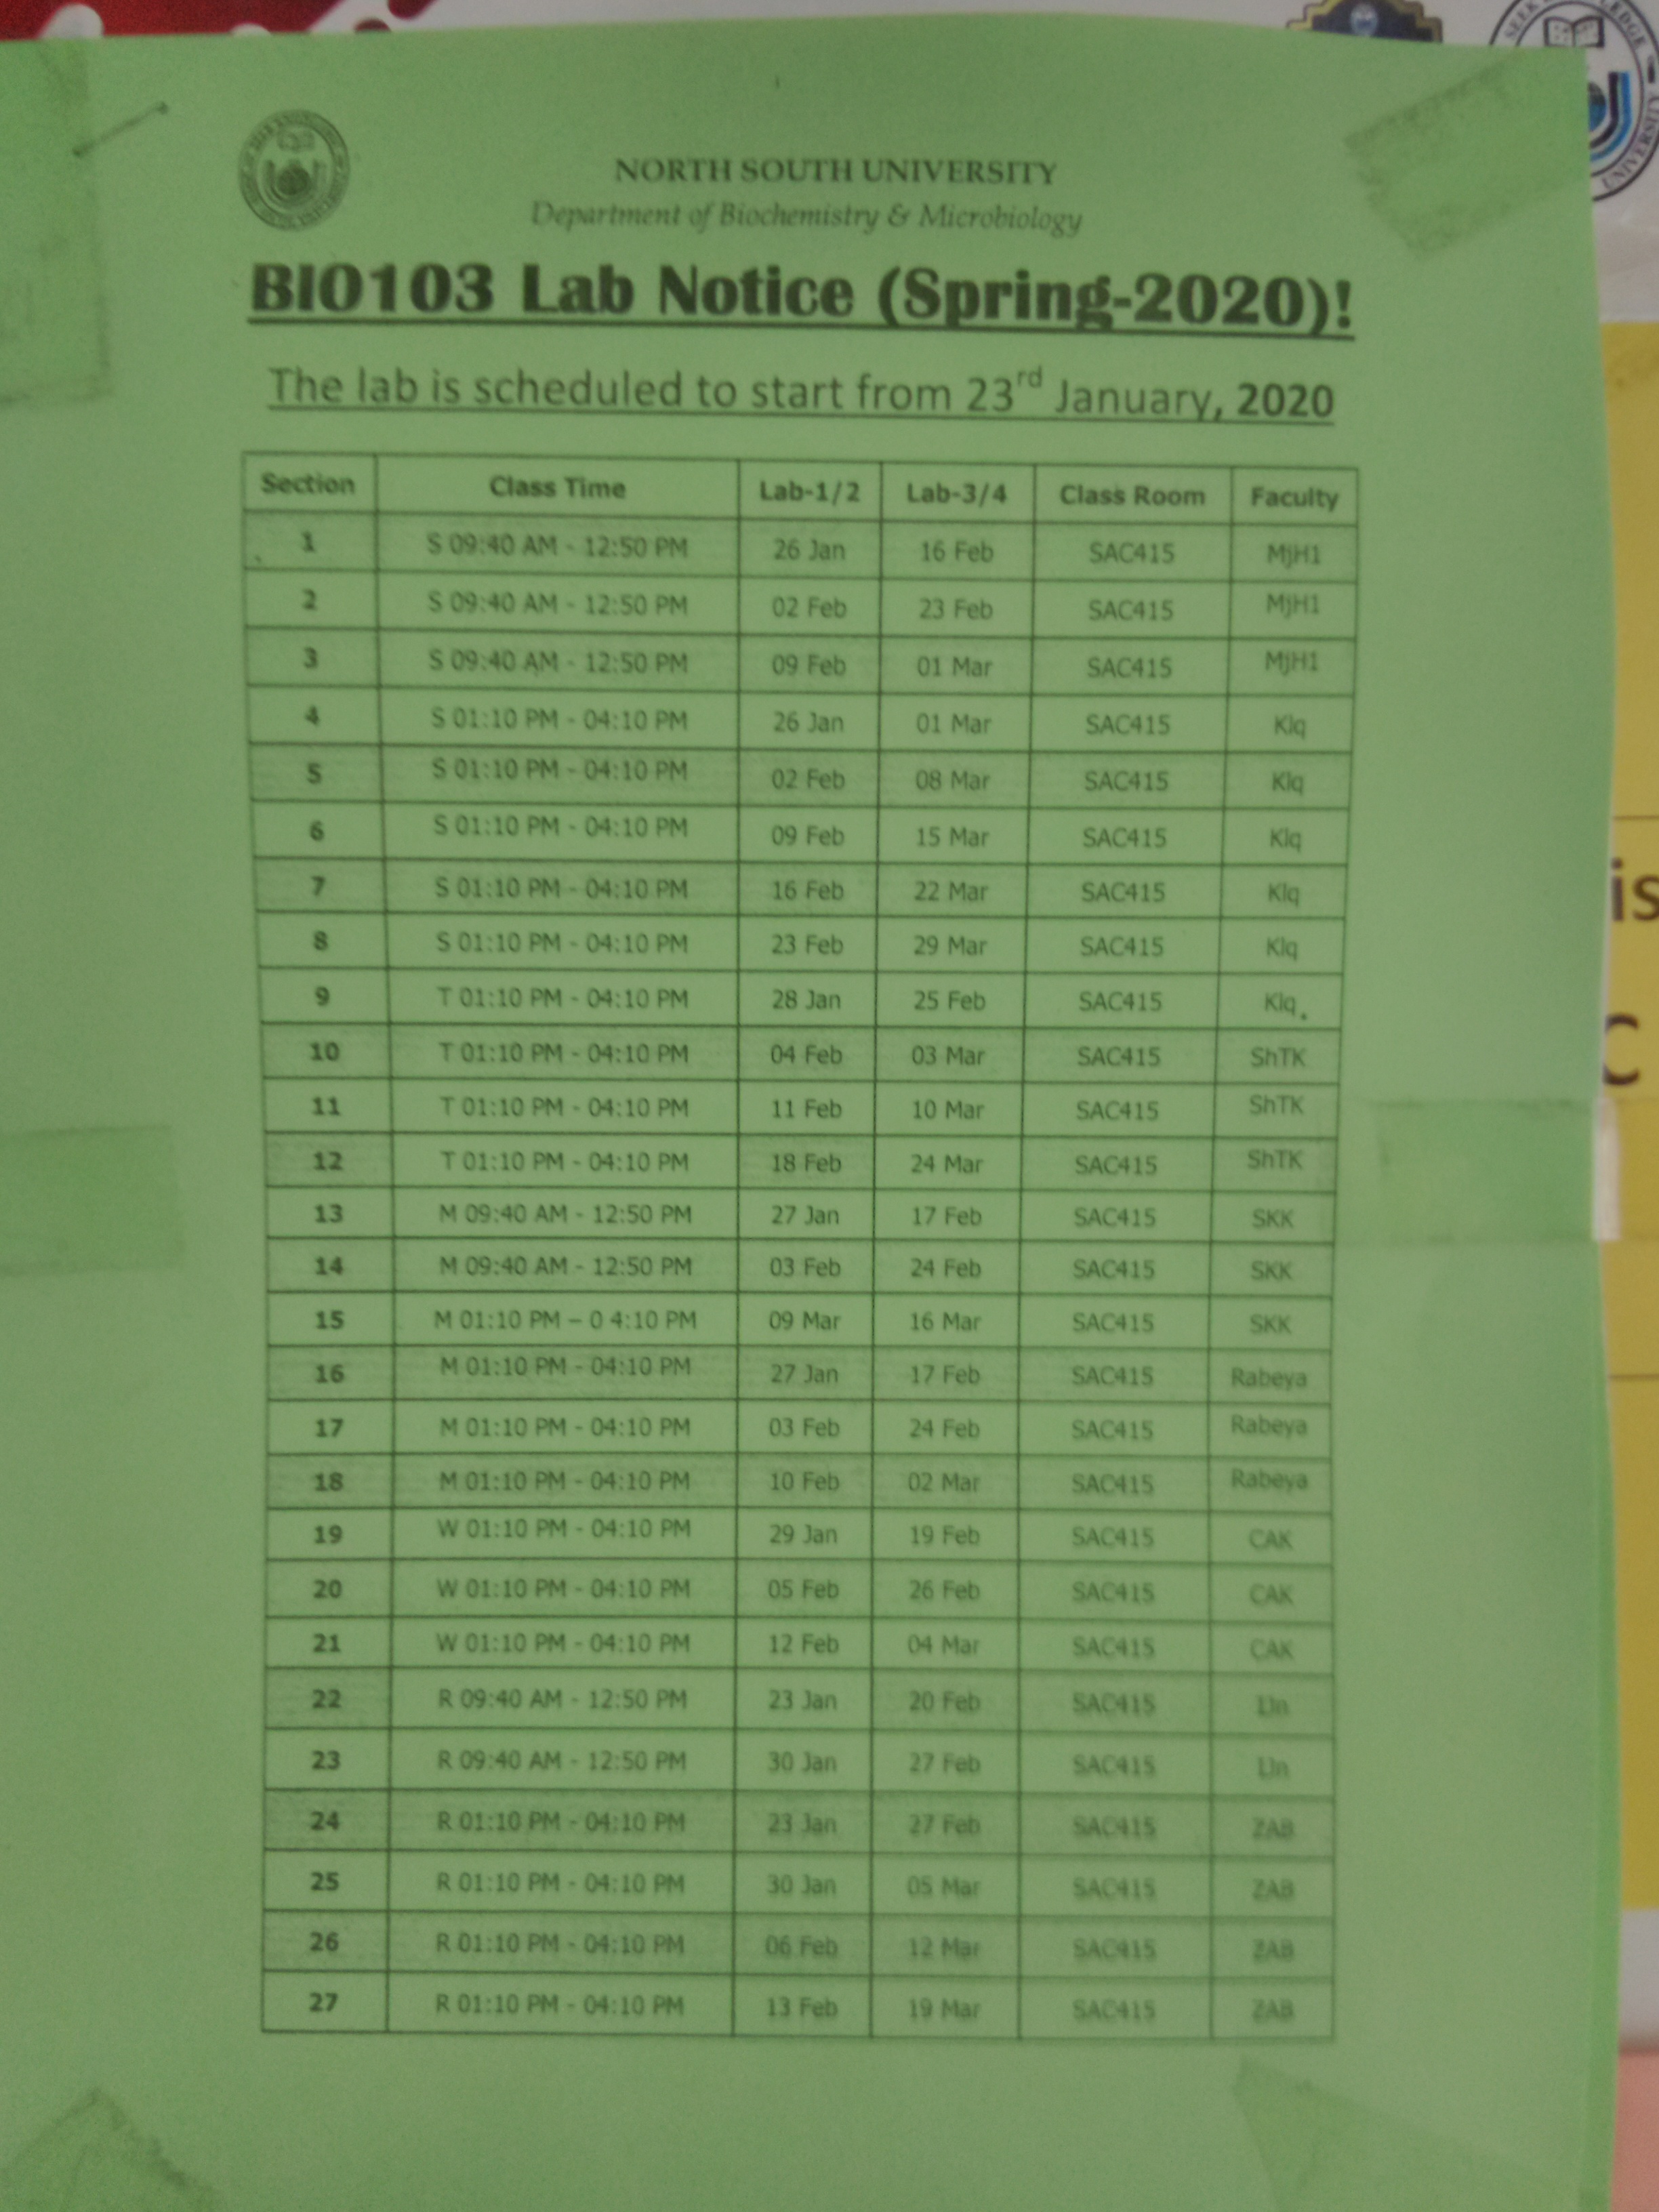 NORTH SOUTH UNIVERSITY
Department of Biochemistry & Microbiology
BIO103 Lab Notice (Spring-2020)!
The lab is scheduled to start from 23rd January, 2020
Section Class Time Lab-1/2 Lab-3/4 Class Room Faculty
1 S 09:40 AM - 12:50 PM 26 Jan 16 Feb SAC415 MjH1
2 S 09:40 AM - 12:50 PM 02 Feb 23 Feb SAC415 MjH1
3 S 09:40 AM - 12:50 PM 09 Feb 01 Mar SAC415 MjH1
4 S 01:10 PM - 04:10 PM 26 Jan 01 Mar SAC415 Klq
5 S 01:10 PM - 04:10 PM 02 Feb 08 Mar SAC415 Klq
6 S 01:10 PM - 04:10 PM 09 Feb 15 Mar SAC415 Klq
7 S 01:10 PM - 04:10 PM 16 Feb 22 Mar SAC415 Klq
8 S 01:10 PM - 04:10 PM 23 Feb 29 Mar SAC415 Klq
9 T 01:10 PM - 04:10 PM 28 Jan 25 Feb SAC415 Klq
10 T 01:10 PM - 04:10 PM 04 Feb 03 Mar SAC415 ShTK
11 T 01:10 PM - 04:10 PM 11 Feb 10 Mar SAC415 ShTK
12 T 01:10 PM - 04:10 PM 18 Feb 24 Mar SAC415 ShTK
13 M 09:40 AM - 12:50 PM 27 Jan 17 Feb SAC415 SKK
14 M 09:40 AM - 12:50 PM 03 Feb 24 Feb SAC415 SKK
15 M 01:10 PM – 0 4:10 PM 09 Mar 16 Mar SAC415 SKK
16 M 01:10 PM - 04:10 PM 27 Jan 17 Feb SAC415 Rabeya
17 M 01:10 PM - 04:10 PM 03 Feb 24 Feb SAC415 Rabeya
18 M 01:10 PM - 04:10 PM 10 Feb 02 Mar SAC415 Rabeya
19 W 01:10 PM - 04:10 PM 29 Jan 19 Feb SAC415 CAK
20 W 01:10 PM - 04:10 PM 05 Feb 26 Feb SAC415 CAK
21 W 01:10 PM - 04:10 PM 12 Feb 04 Mar SAC415 CAK
22 R 09:40 AM - 12:50 PM 23 Jan 20 Feb SAC415
23 R 09:40 AM - 12:50 PM 30 Jan 27 Feb SAC415
24 R 01:10 PM - 04:10 PM 23 Jan 27 Feb SAC415 ZAB
25 R 01:10 PM - 04:10 PM 30 Jan 05 Mar SAC415 ZAB
26 R 01:10 PM - 04:10 PM 06 Feb 12 Mar SAC415 ZAB
27 R 01:10 PM - 04:10 PM 13 Feb 19 Mar SAC415 ZAB
is
C
UNIVERSITY